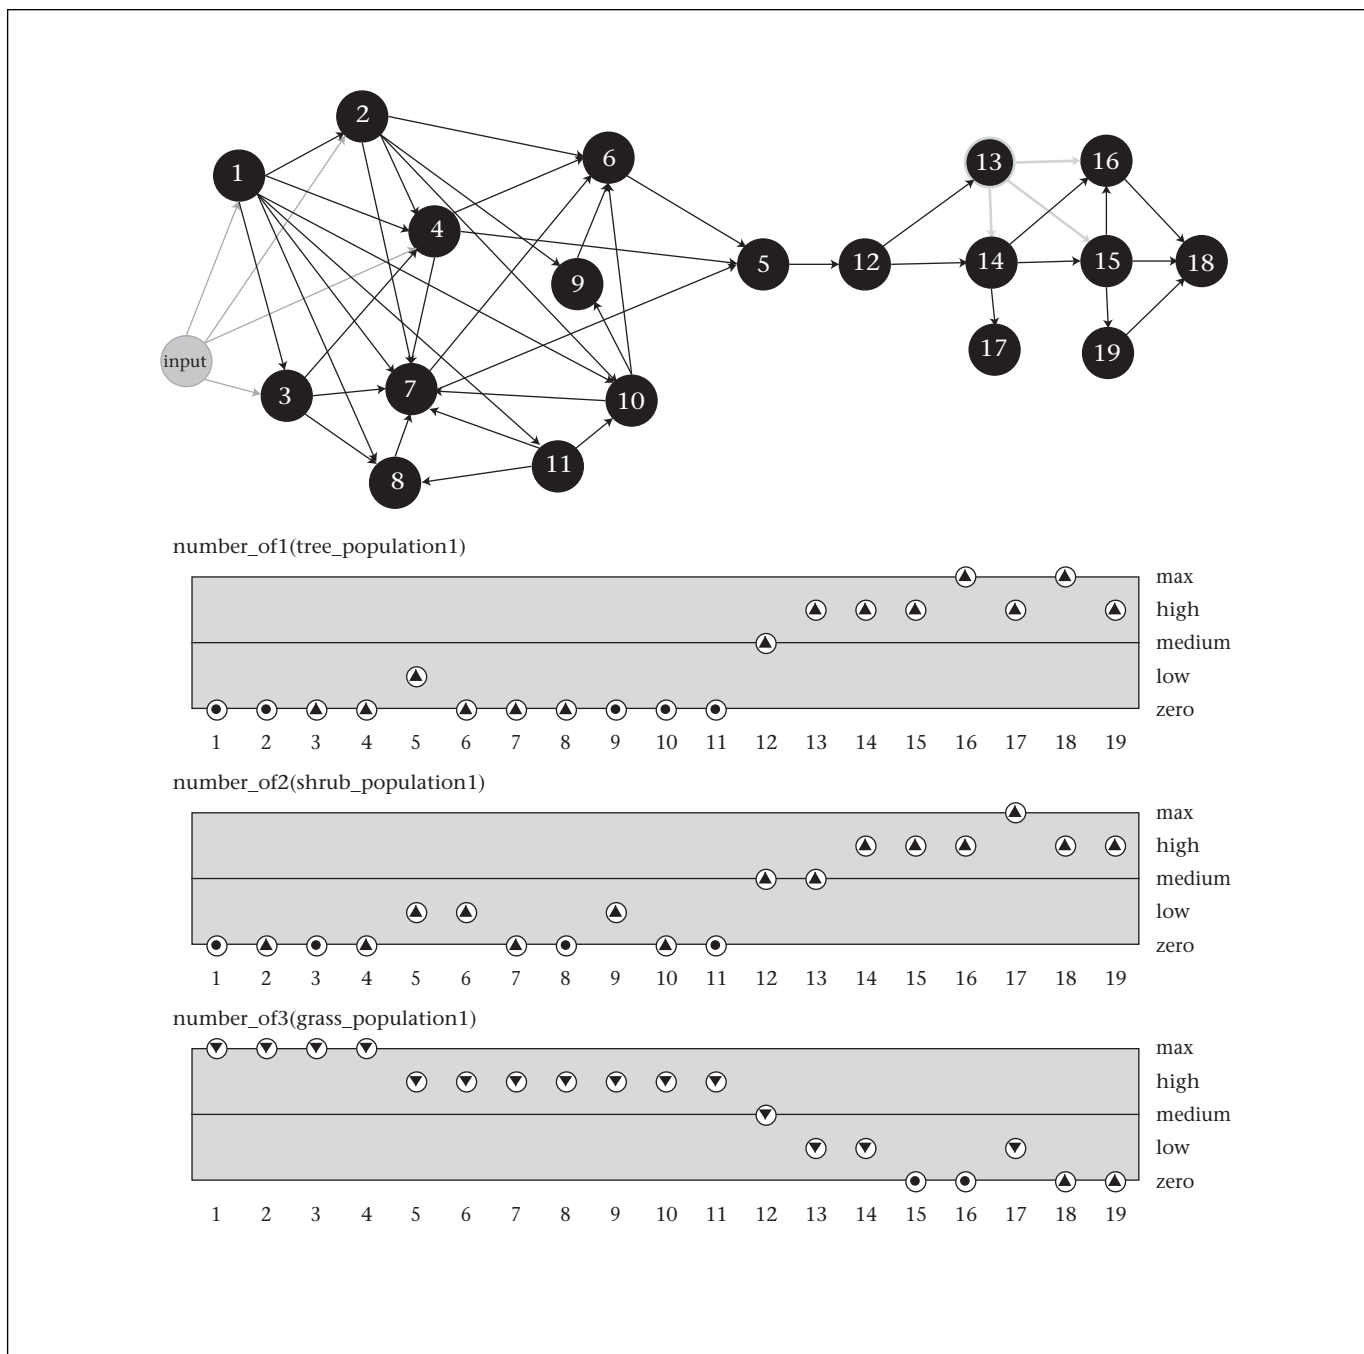 2
1
6
13
16
4
5
12
14
15
18
9
input
17
19
3
7
10
11
8
number_of1(tree_population1)
max
high
medium
low
zero
1 2 3 4 5 6 7 8 9 10 11 12 13 14 15 16 17 18 19
number_of2(shrub_population1)
max
high
medium
low
zero
1 2 3 4 5 6 7 8 9 10 11 12 13 14 15 16 17 18 19
number_of3(grass_population1)
max
high
medium
low
zero
1 2 3 4 5 6 7 8 9 10 11 12 13 14 15 16 17 18 19